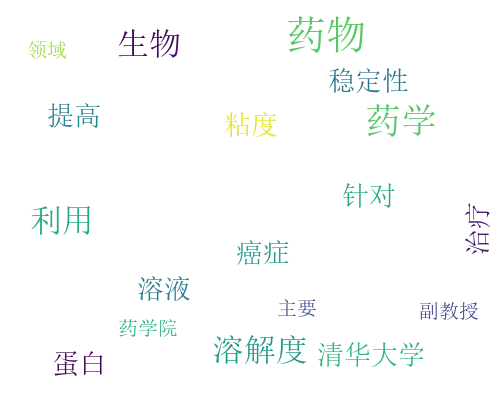 药物
生物
领域
稳定性
提高
药学
粘度
针对
利用
治疗
癌症
溶液
主要
副教授
药学院
溶解度
清华大学
蛋白